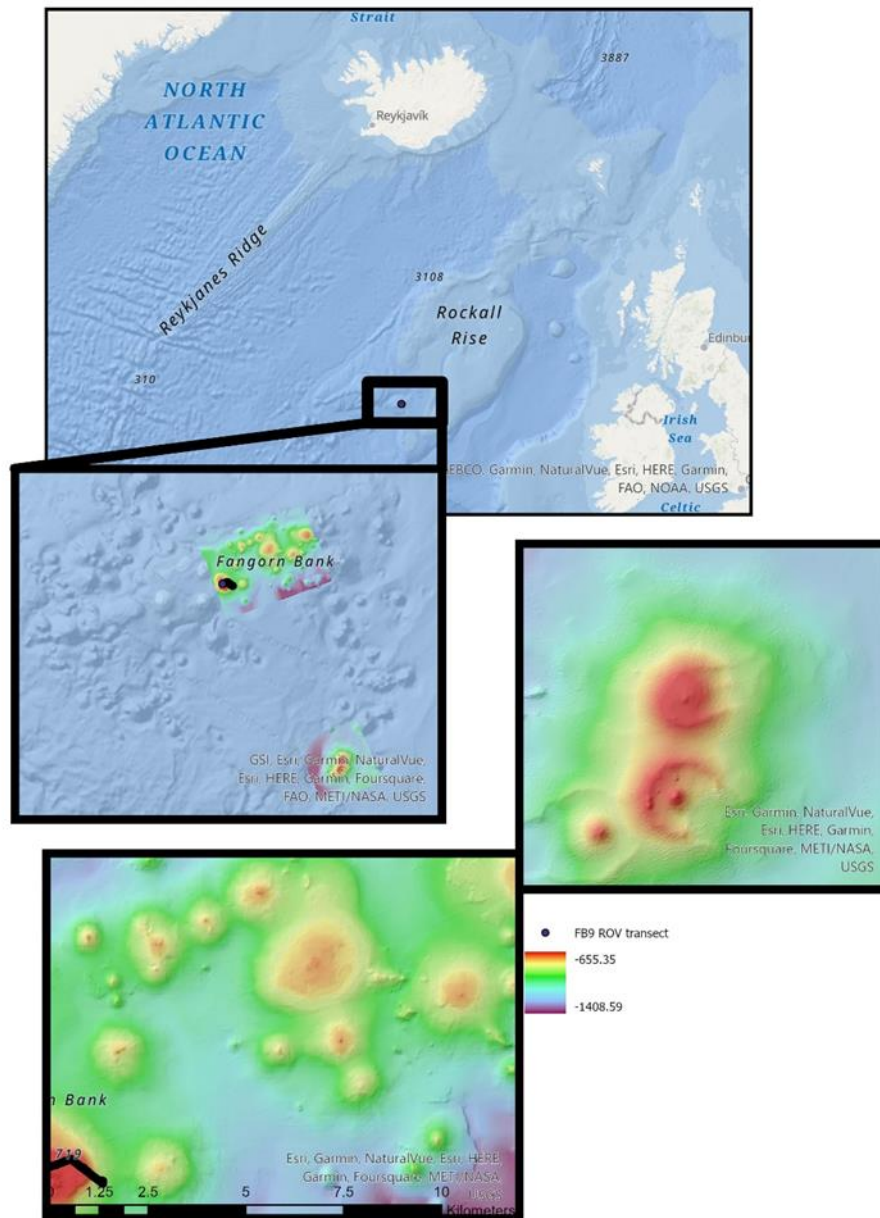 Strait
3887
NORTH
ATLANTIC
OCEAN
Reykjavík
Reykjanes Ridge
3108
Rockall
Rise
310
Edinbur
Irish
Sea
EBCO, Garmin, NaturalVue, Esri, HERE, Garmin,
FAO, NOAA, USGS
Celtic
Fangorn Bank
GSI, Esri, Garmin, NaturalVue,
Esri, HERE, Garmin, Foursquare,
FAO, METI/NASA, USGS
Esri, Garmin, NaturalVue,
Esri, HERE, Garmin,
Foursquare, METI/NASA,
USGS
FB9 ROV transect
-655.35
-1408.59
n Bank
719
Esri, Garmin, NaturalVue, Esri, HERE,
Garmin, Foursquare, METI/NASA,
USGS
0 1.25 2.5 5 7.5 10
Kilometers